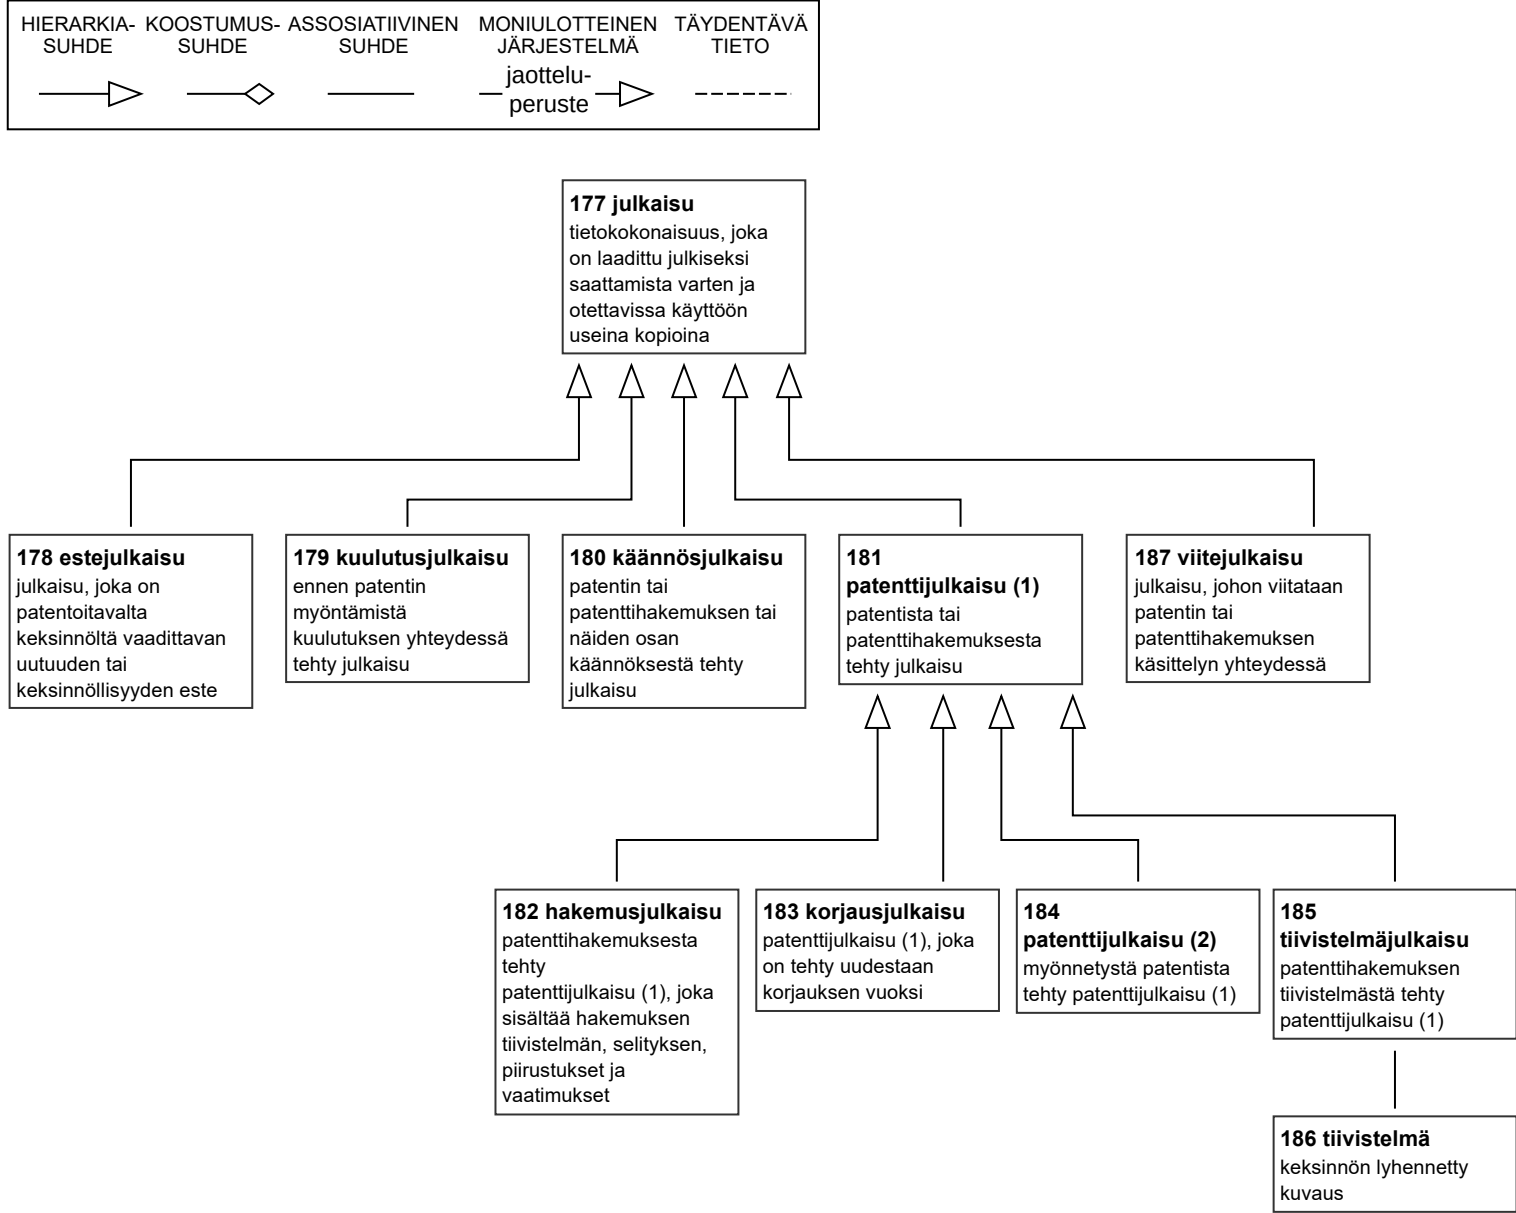 HIERARKIA-
SUHDE
KOOSTUMUS-
SUHDE
ASSOSIATIIVINEN
SUHDE
MONIULOTTEINEN
JÄRJESTELMÄ
jaottelu-
peruste
TÄYDENTÄVÄ
TIETO
177 julkaisu
tietokokonaisuus, joka
on laadittu julkiseksi
saattamista varten ja
otettavissa käyttöön
useina kopioina
178 estejulkaisu
julkaisu, joka on
patentoitavalta
keksinnöltä vaadittavan
uutuuden tai
keksinnöllisyyden este
179 kuulutusjulkaisu
ennen patentin
myöntämistä
kuulutuksen yhteydessä
tehty julkaisu
180 käännösjulkaisu
patentin tai
patenttihakemuksen tai
näiden osan
käännöksestä tehty
julkaisu
181
patenttijulkaisu (1)
patentista tai
patenttihakemuksesta
tehty julkaisu
187 viitejulkaisu
julkaisu, johon viitataan
patentin tai
patenttihakemuksen
käsittelyn yhteydessä
182 hakemusjulkaisu
patenttihakemuksesta
tehty
patenttijulkaisu (1), joka
sisältää hakemuksen
tiivistelmän, selityksen,
piirustukset ja
vaatimukset
183 korjausjulkaisu
patenttijulkaisu (1), joka
on tehty uudestaan
korjauksen vuoksi
184
patenttijulkaisu (2)
myönnetystä patentista
tehty patenttijulkaisu (1)
185
tiivistelmäjulkaisu
patenttihakemuksen
tiivistelmästä tehty
patenttijulkaisu (1)
186 tiivistelmä
keksinnön lyhennetty
kuvaus